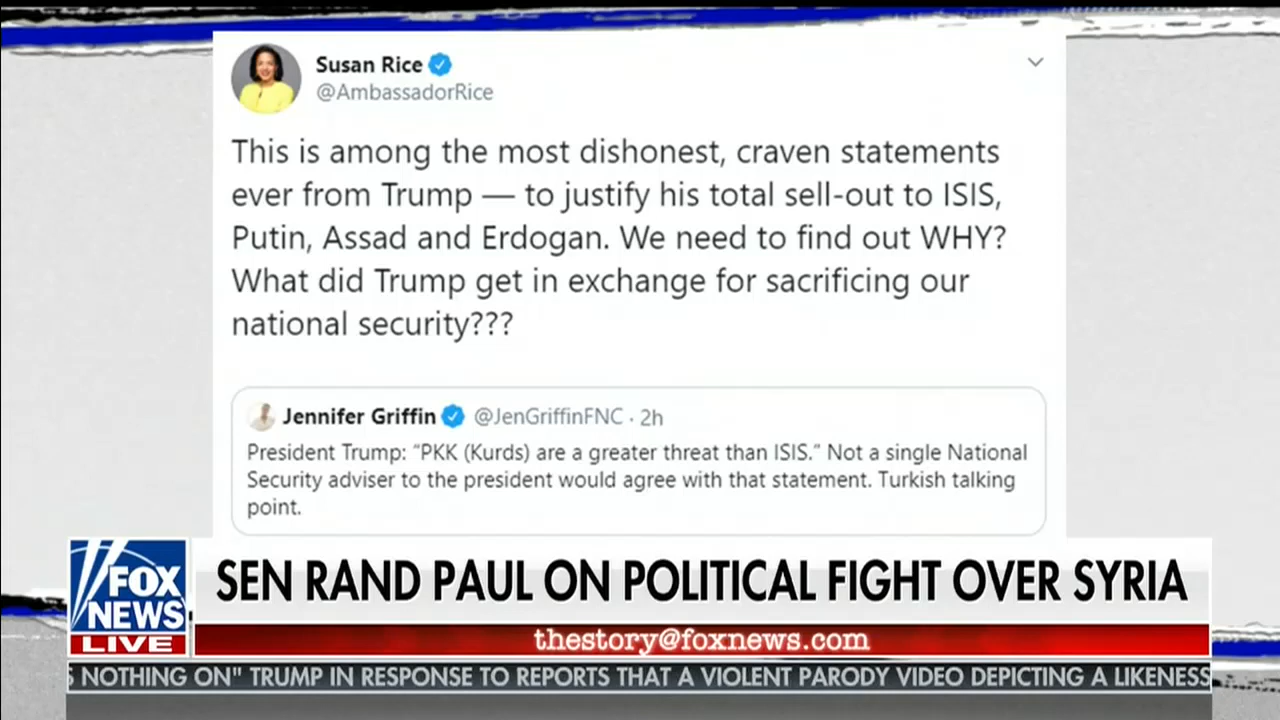 Susan Rice
@AmbassadorRice
This is among the most dishonest, craven statements
ever from Trump — to justify his total sell-out to ISIS,
Putin, Assad and Erdogan. We need to find out WHY?
What did Trump get in exchange for sacrificing our
national security???
Jennifer Griffin @JenGriffinFNC · 2h
President Trump: “PKK (Kurds) are a greater threat than ISIS.” Not a single National
Security adviser to the president would agree with that statement. Turkish talking
point.
FOX
NEWS
LIVE
SEN RAND PAUL ON POLITICAL FIGHT OVER SYRIA
thestory@foxnews.com
NOTHING ON" TRUMP IN RESPONSE TO REPORTS THAT A VIOLENT PARODY VIDEO DEPICTING A LIKENESS